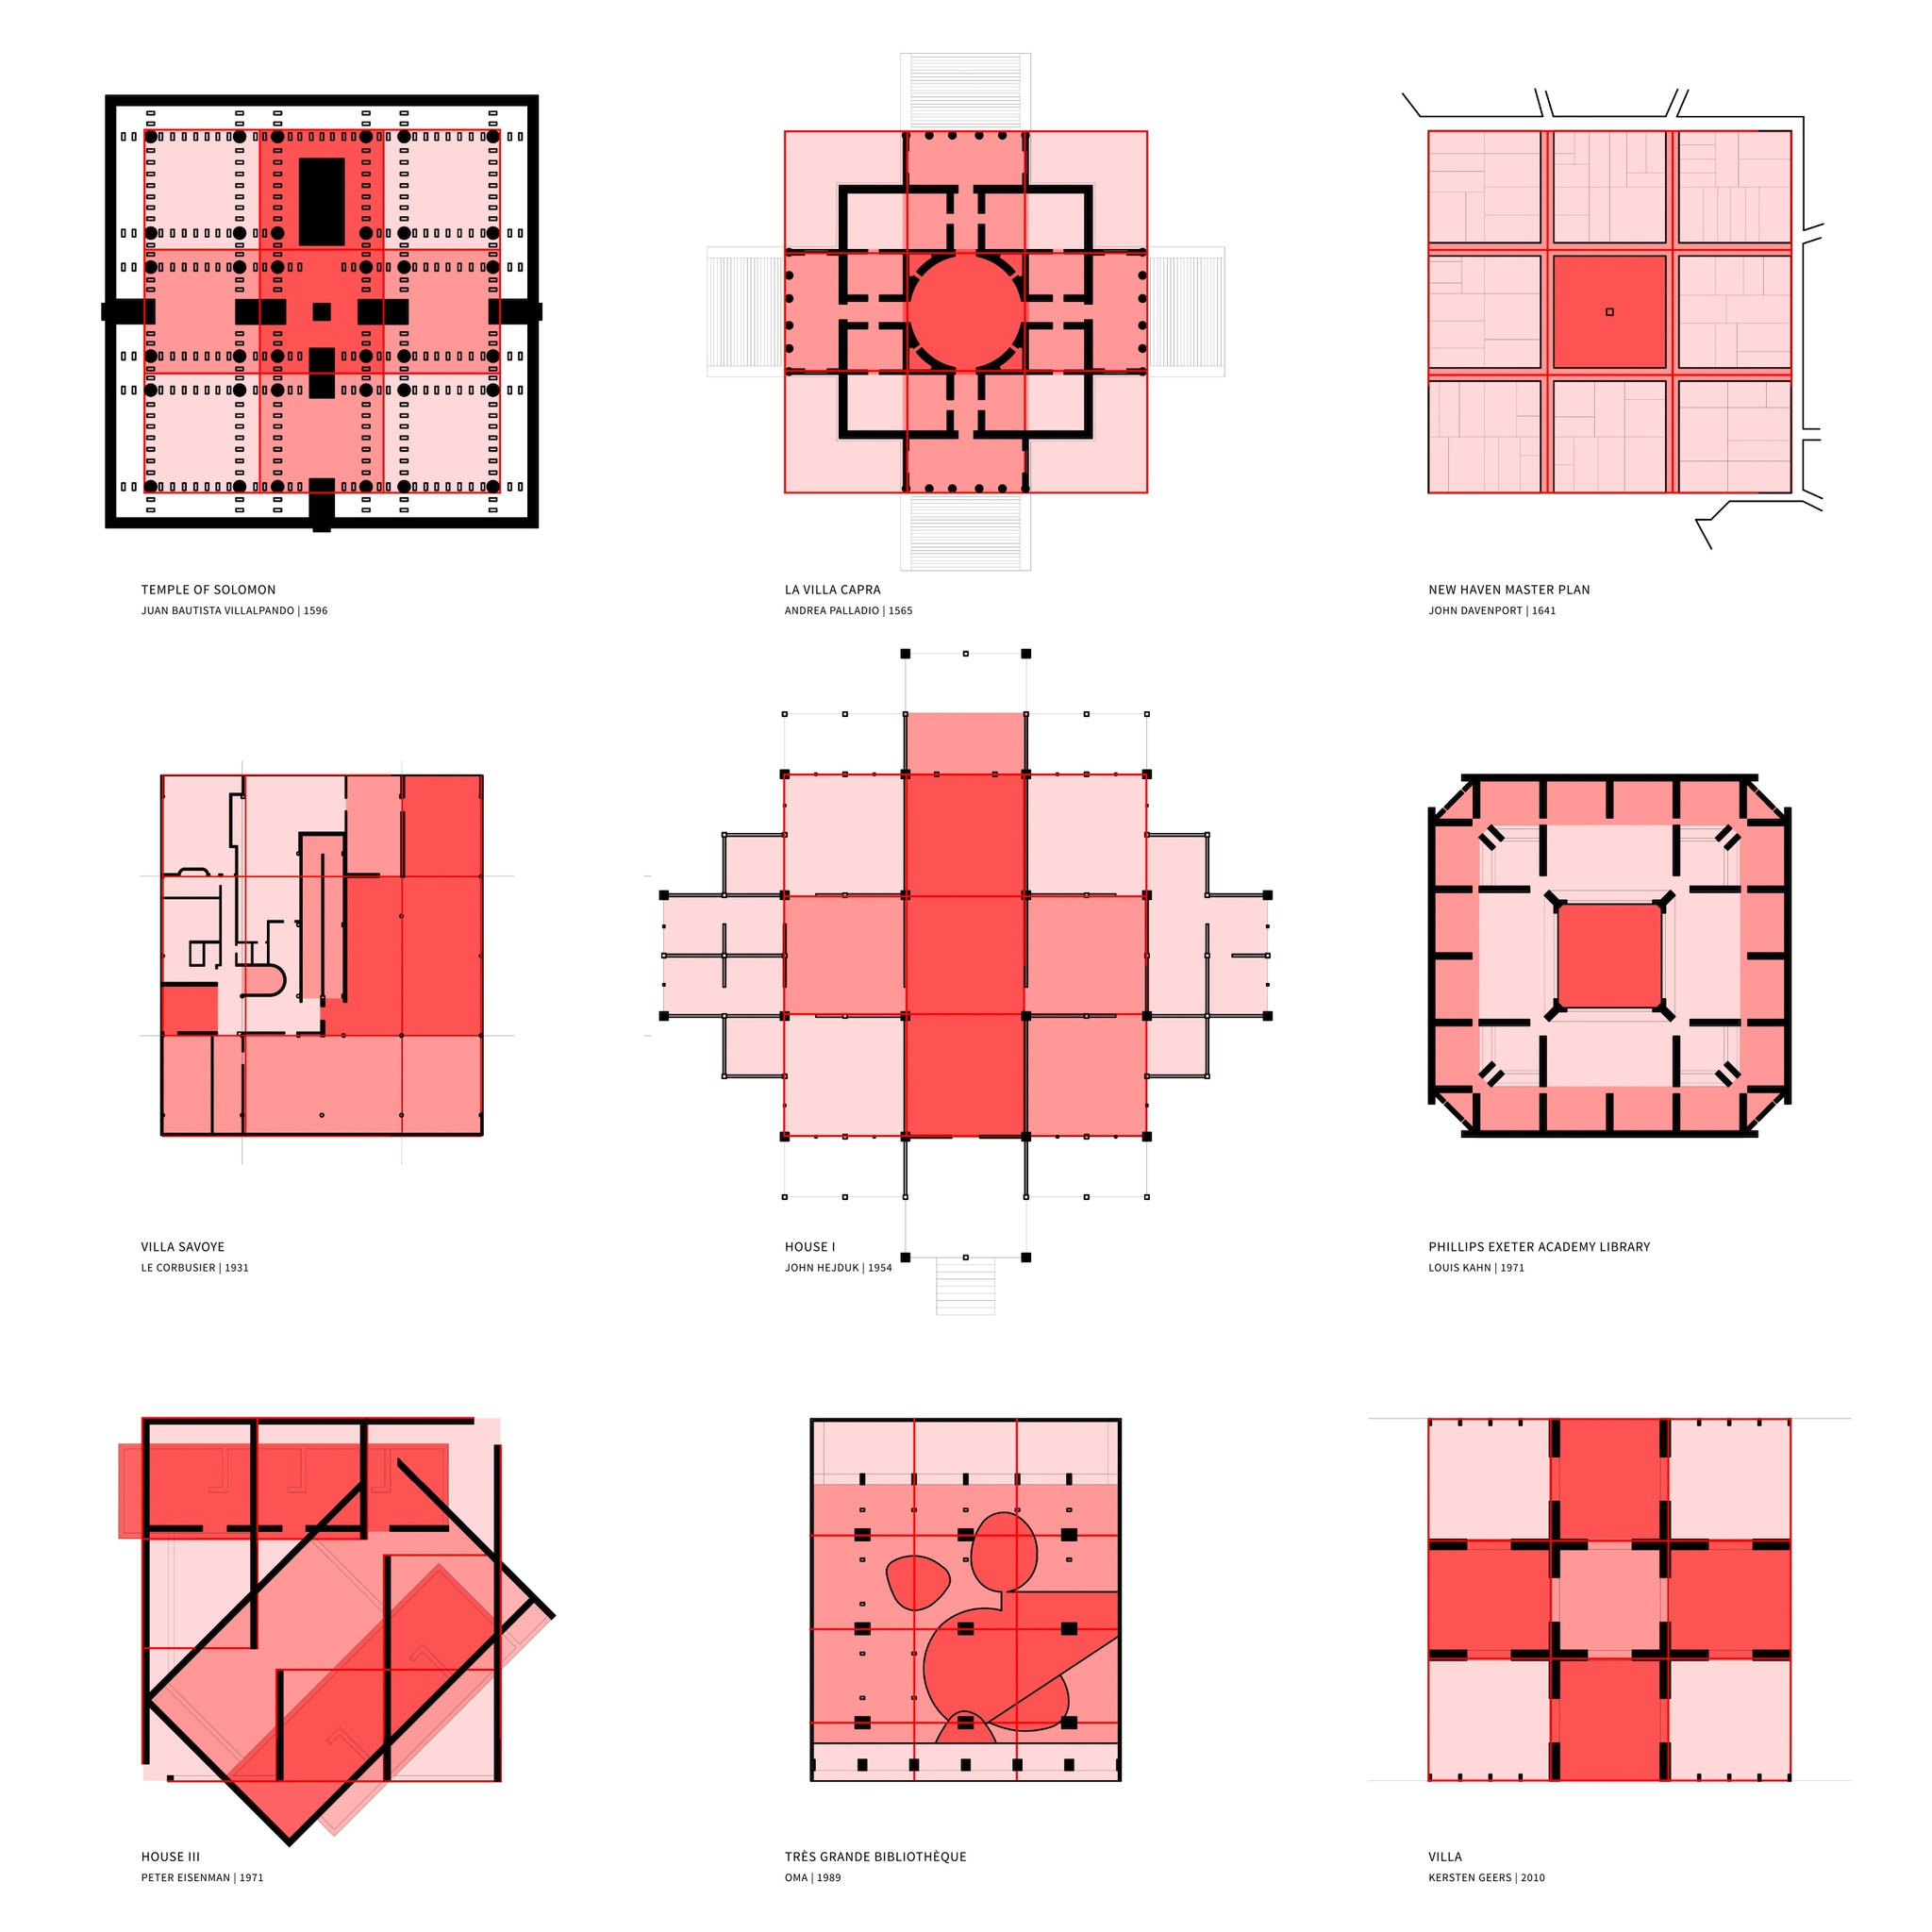 TEMPLE OF SOLOMON
JUAN BAUTISTA VILLALPANDO | 1596
LA VILLA CAPRA
ANDREA PALLADIO | 1565
NEW HAVEN MASTER PLAN
JOHN DAVENPORT | 1641
VILLA SAVOYE
LE CORBUSIER | 1931
HOUSE I
JOHN HEJDUK | 1954
PHILLIPS EXETER ACADEMY LIBRARY
LOUIS KAHN | 1971
HOUSE III
PETER EISENMAN | 1971
TRÈS GRANDE BIBLIOTHÈQUE
OMA | 1989
VILLA
KERSTEN GEERS | 2010